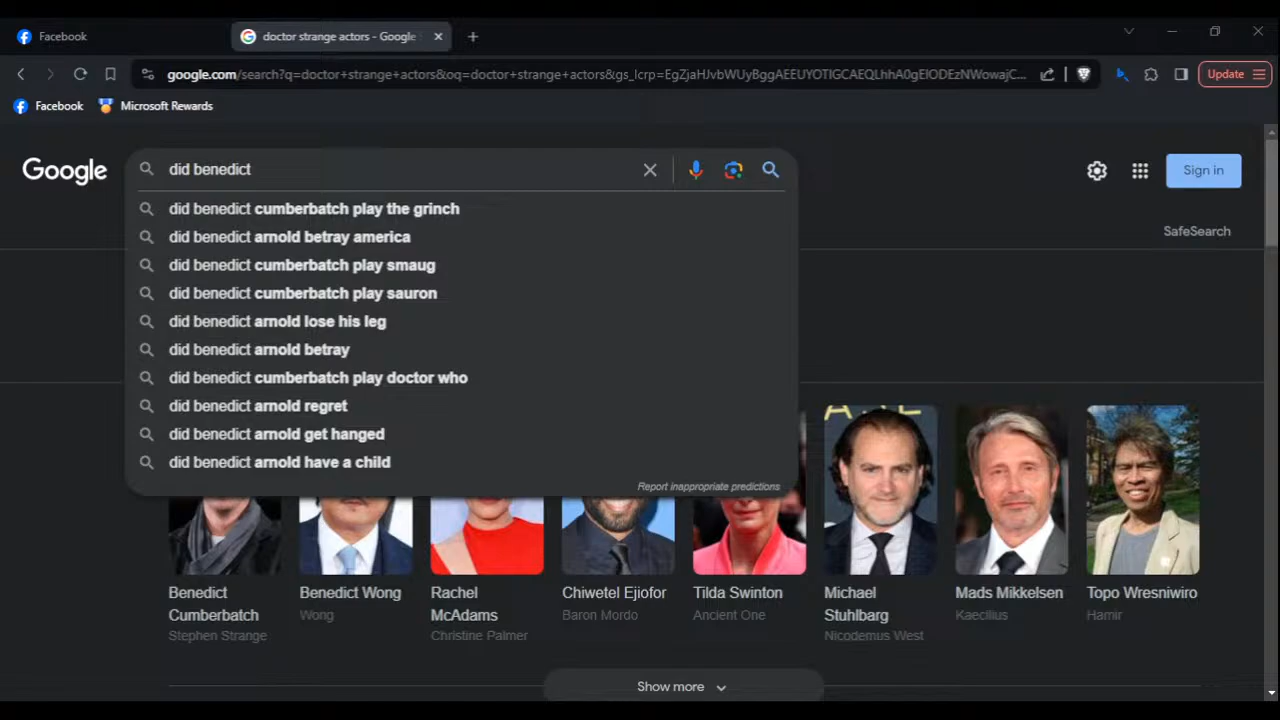 Facebook
doctor strange actors - Google
google.com/search?q=doctor+strange+actors&oq=doctor+strange+actors&gs_lcrp=EgZjaHJvbWUyBggAEEUYOTIGCAEQLhhA0gElODEzNWowajC...
Update
Facebook
Microsoft Rewards
Google
did benedict
Sign in
did benedict cumberbatch play the grinch
did benedict arnold betray america
SafeSearch
did benedict cumberbatch play smaug
did benedict cumberbatch play sauron
did benedict arnold lose his leg
did benedict arnold betray
did benedict cumberbatch play doctor who
did benedict arnold regret
did benedict arnold get hanged
did benedict arnold have a child
Report inappropriate predictions
Benedict
Cumberbatch
Stephen Strange
Benedict Wong
Wong
Rachel
McAdams
Christine Palmer
Chiwetel Ejiofor
Baron Mordo
Tilda Swinton
Ancient One
Michael
Stuhlbarg
Nicodemus West
Mads Mikkelsen
Kaecilius
Topo Wresniwiro
Hamir
Show more